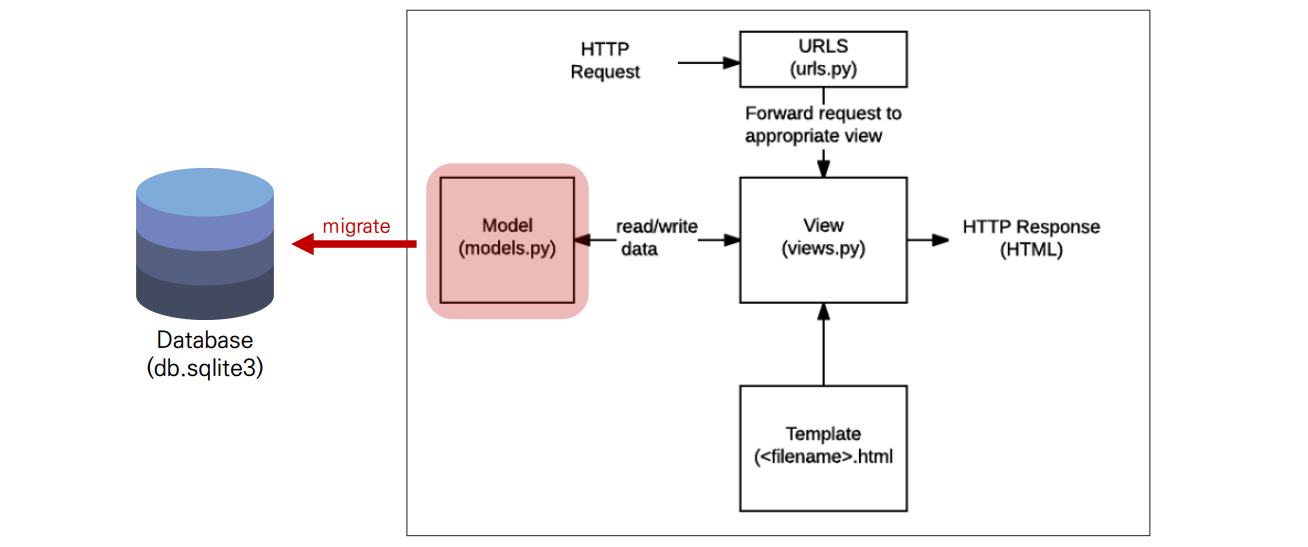 HTTP
Request
URLS
(urls.py)
Forward request to
appropriate view
migrate
Model
(models.py)
read/write
data
View
(views.py)
HTTP Response
(HTML)
Database
(db.sqlite3)
Template
(<filename>.html